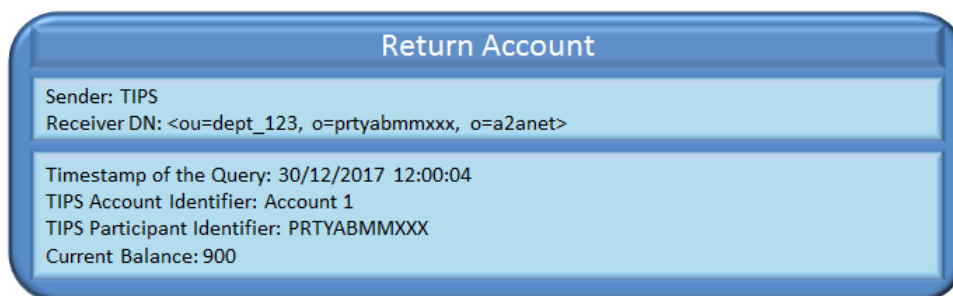 Return Account
Sender: TIPS
Receiver DN: <ou=dept_123, o=prtyabmmxxx, o=a2anet>
Timestamp of the Query: 30/12/2017 12:00:04
TIPS Account Identifier: Account 1
TIPS Participant Identifier: PRTYABMMXXX
Current Balance: 900